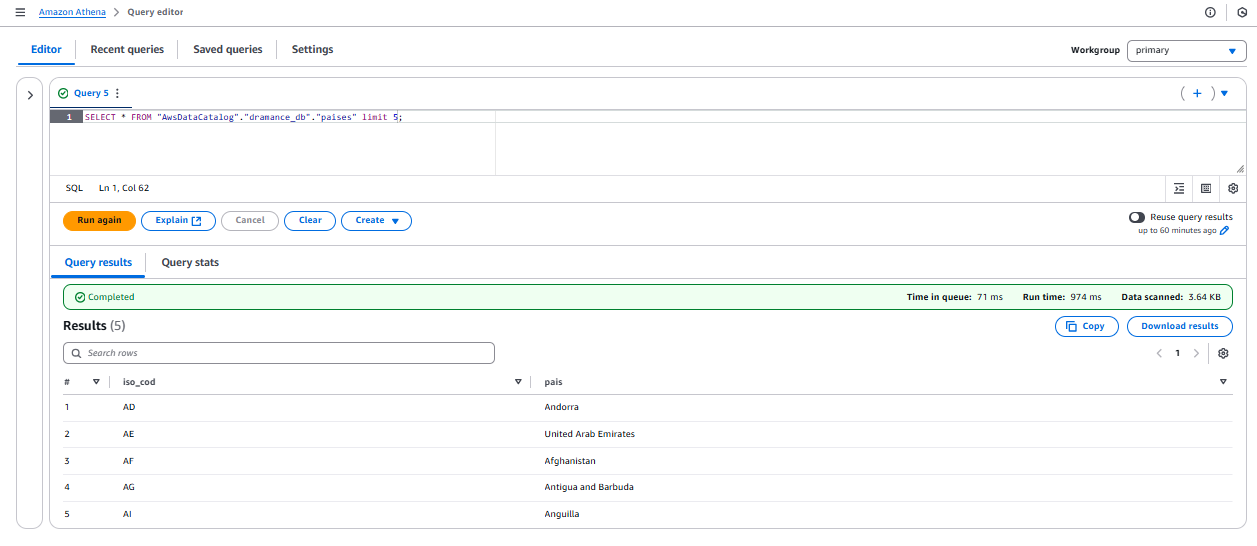 Amazon Athena > Query editor
Editor Recent queries Saved queries Settings Workgroup primary
Query 5
1 SELECT * FROM "AwsDataCatalog"."dramance_db"."paises" limit 5;
SQL Ln 1, Col 62
Run again Explain Cancel Clear Create Reuse query results
up to 60 minutes ago
Query results Query stats
Completed Time in queue: 71 ms Run time: 974 ms Data scanned: 3.64 KB
Results (5) Copy Download results
Search rows
1
# iso_cod pais
1 AD Andorra
2 AE United Arab Emirates
3 AF Afghanistan
4 AG Antigua and Barbuda
5 AI Anguilla